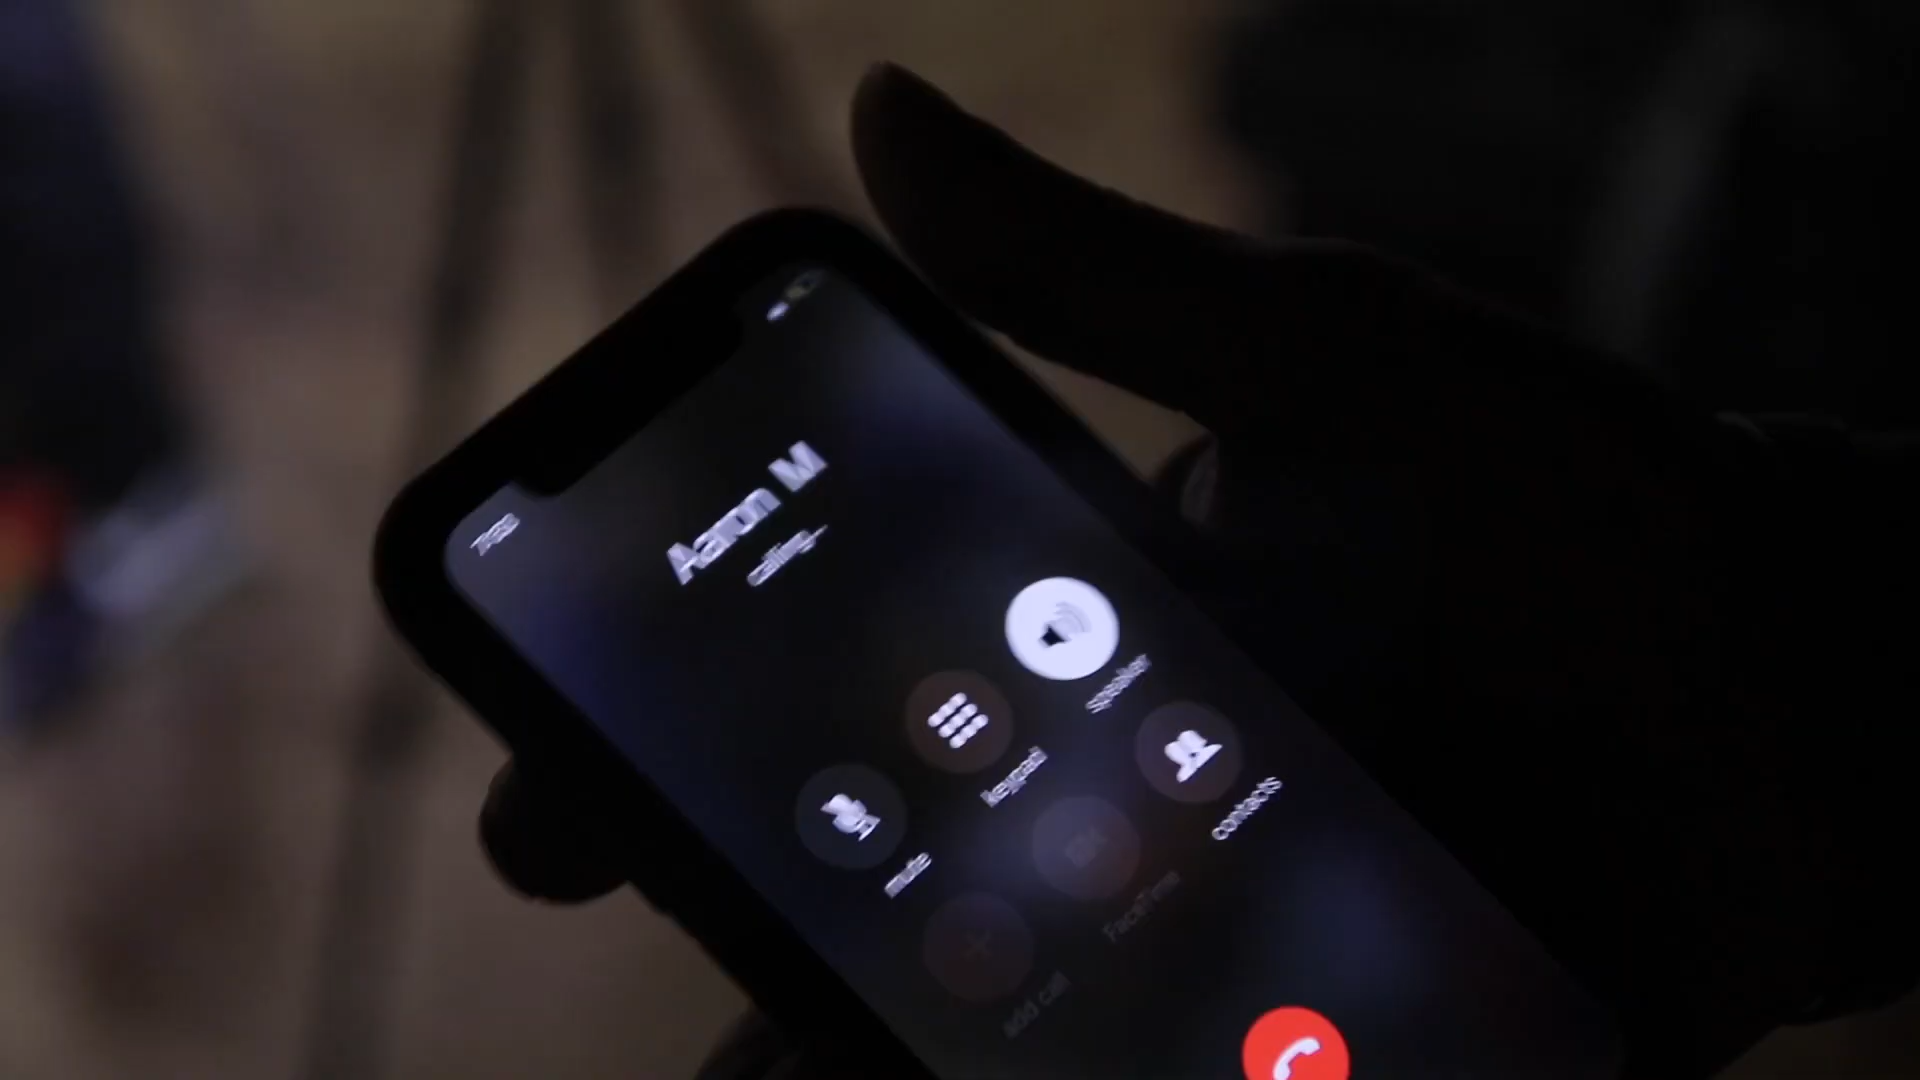 Aaron M
calling...
mute
keypad
speaker
add call
FaceTime
contacts